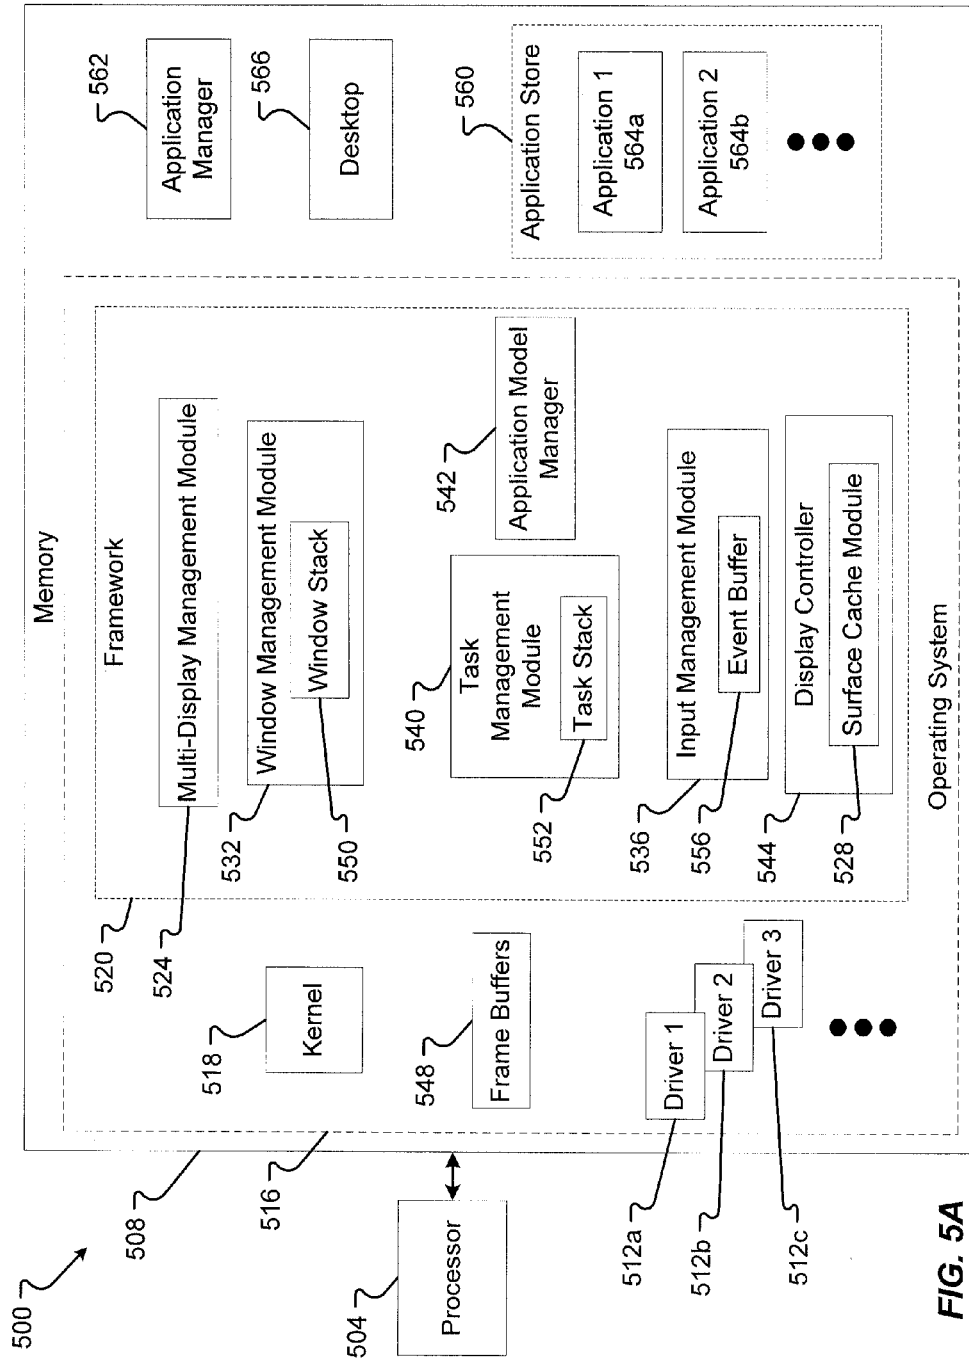 500
508
516
Memory
Processor
504
518
Kernel
548
Frame Buffers
512a
Driver 1
512b
Driver 2
512c
Driver 3
520
Framework
524
Multi-Display Management Module
532
Window Management Module
550
Window Stack
540
Task
Management
Module
552
Task Stack
542
Application Model
Manager
536
Input Management Module
556
Event Buffer
544
Display Controller
528
Surface Cache Module
Operating System
562
Application
Manager
566
Desktop
560
Application Store
Application 1
564a
Application 2
564b
FIG. 5A